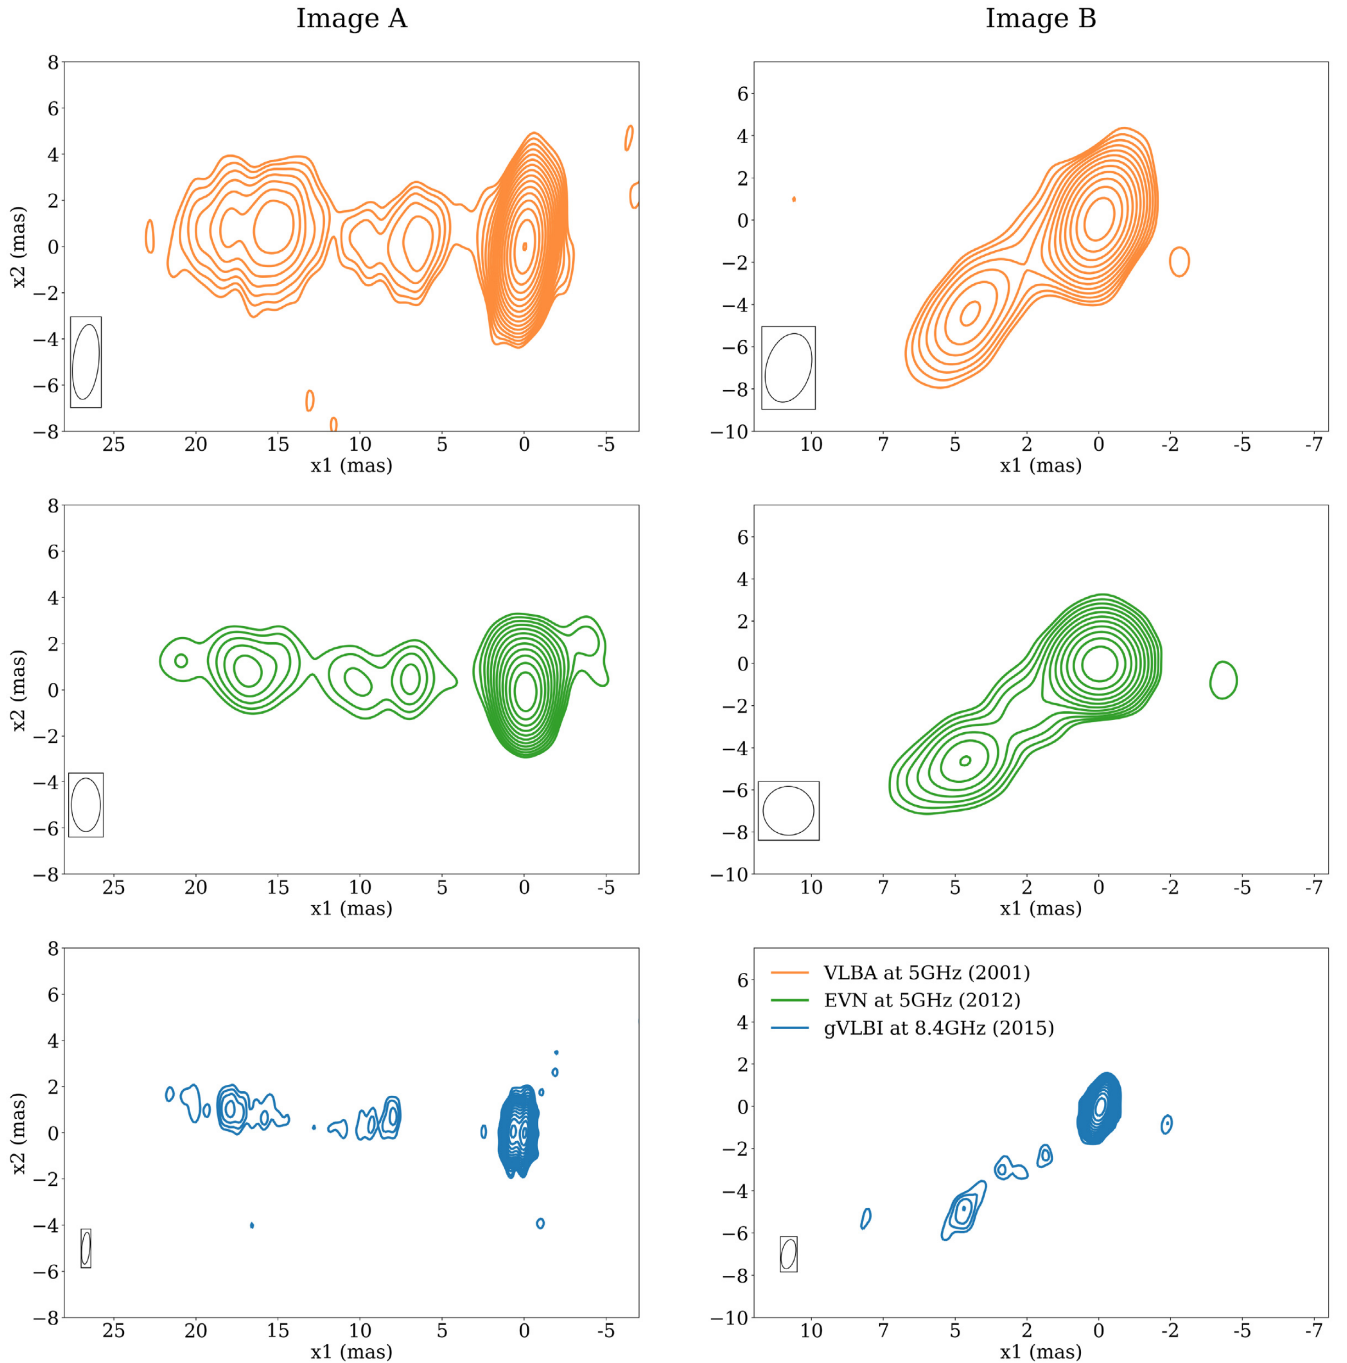 Image A
Image B
8
6
4
2
0
−2
−4
−6
−8
x2 (mas)
25 20 15 10 5 0 -5
x1 (mas)
6
4
2
0
−2
−4
−6
−8
−10
10 7 5 2 0 -2 -5 -7
x1 (mas)
8
6
4
2
0
−2
−4
−6
−8
x2 (mas)
25 20 15 10 5 0 -5
x1 (mas)
6
4
2
0
−2
−4
−6
−8
−10
10 7 5 2 0 -2 -5 -7
x1 (mas)
8
6
4
2
0
−2
−4
−6
−8
x2 (mas)
25 20 15 10 5 0 -5
x1 (mas)
VLBA at 5GHz (2001)
EVN at 5GHz (2012)
gVLBI at 8.4GHz (2015)
6
4
2
0
−2
−4
−6
−8
−10
10 7 5 2 0 -2 -5 -7
x1 (mas)